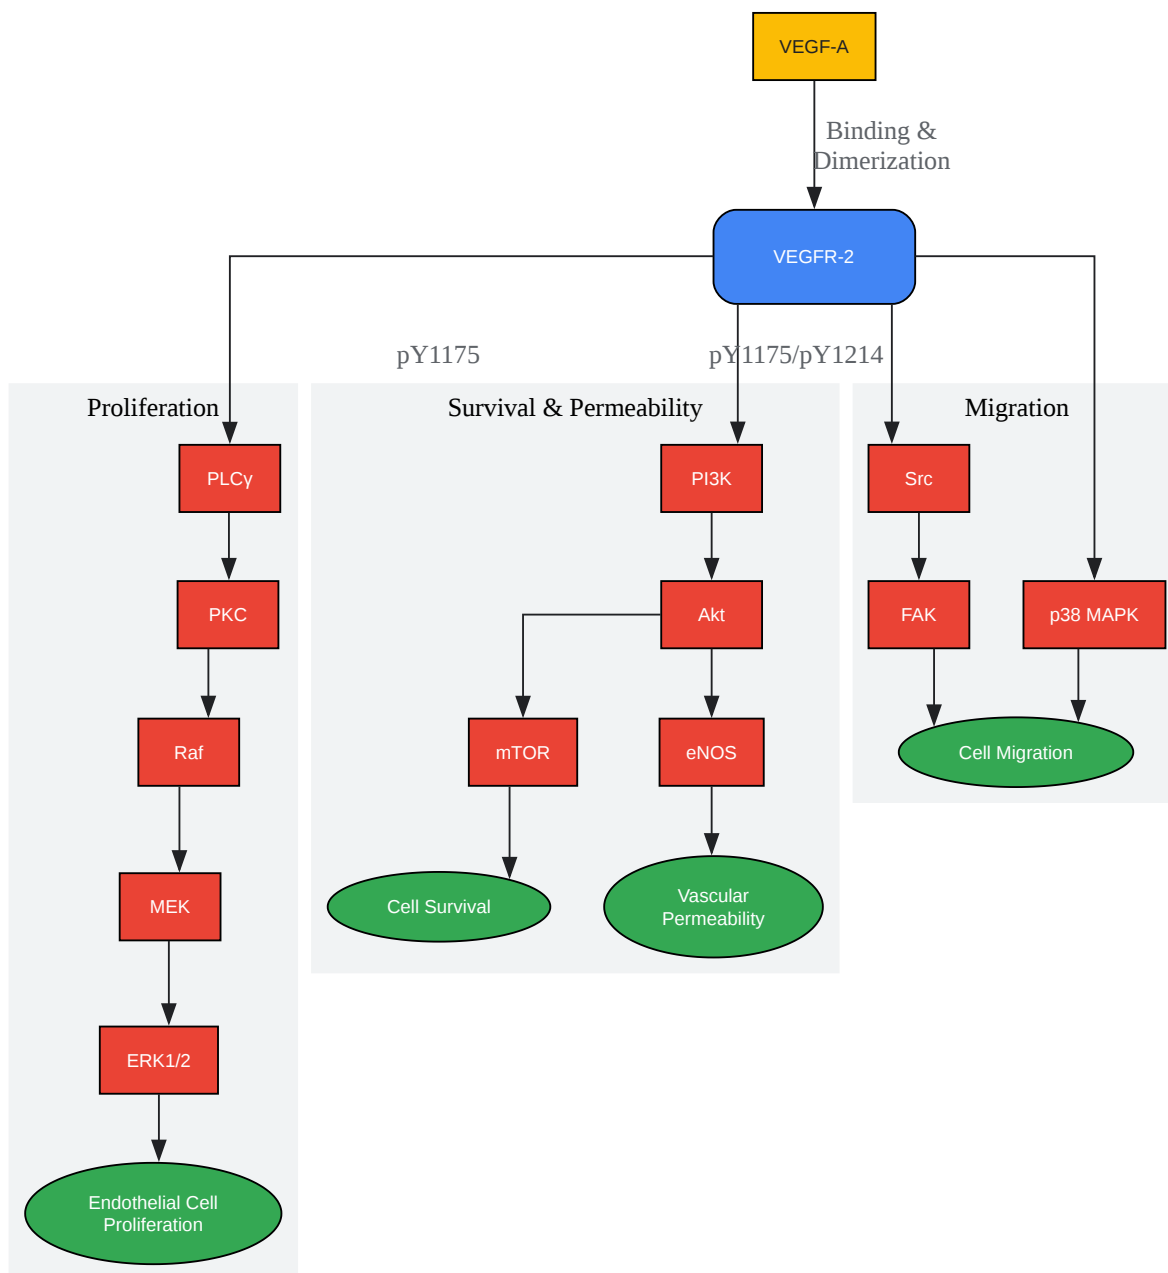 VEGF-A
Binding &
Dimerization
VEGFR-2
pY1175
pY1175/pY1214
Proliferation
Survival & Permeability
Migration
PLCγ
PI3K
Src
PKC
Akt
FAK
p38 MAPK
Raf
mTOR
eNOS
Cell Migration
MEK
Cell Survival
Vascular
Permeability
ERK1/2
Endothelial Cell
Proliferation